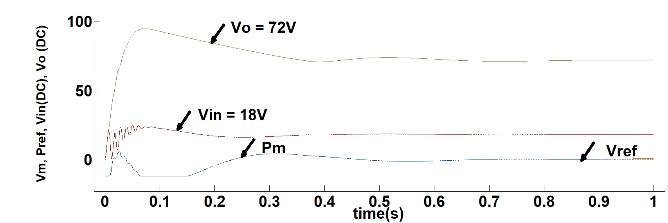 Vm, Pref, Vin(DC), Vo (DC)
100
50
0
Vo = 72V
Vin = 18V
Pm
Vref
0 0.1 0.2 0.3 0.4 0.5 0.6 0.7 0.8 0.9 1
time(s)